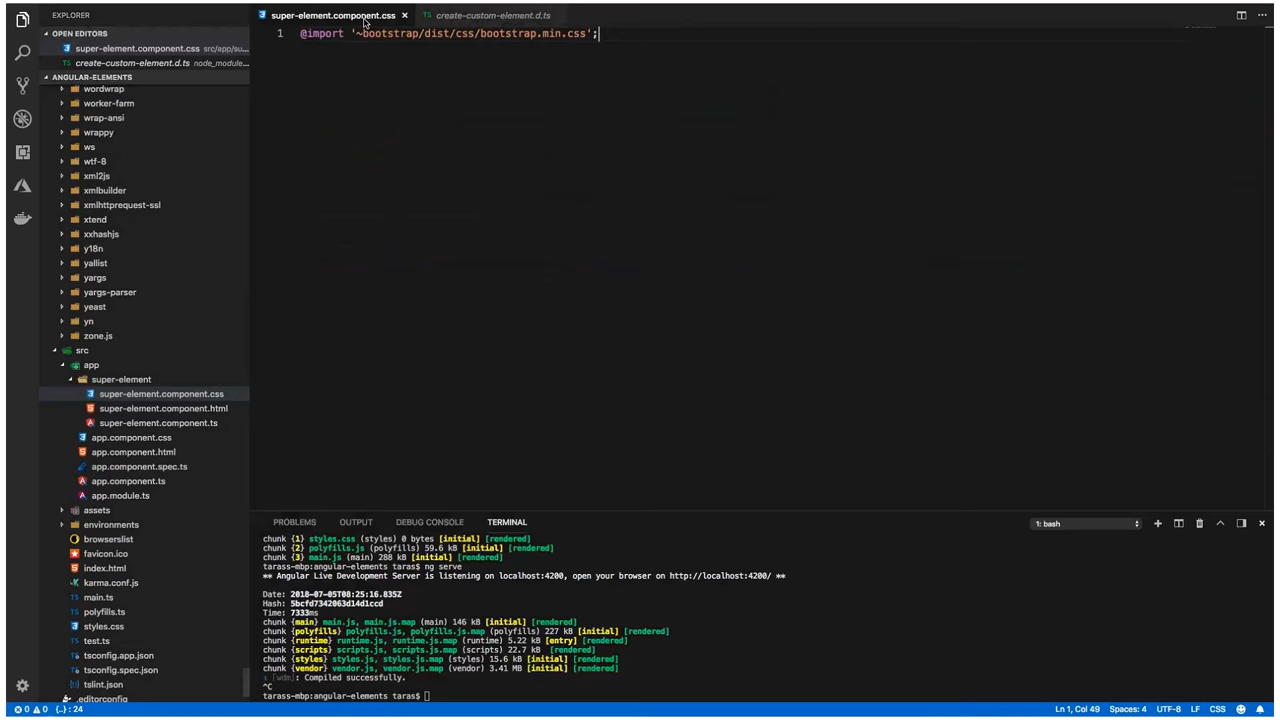 EXPLORER
OPEN EDITORS
super-element.component.css src/app/su...
create-custom-element.d.ts node_module...
ANGULAR-ELEMENTS
wordwrap
worker-farm
wrap-ansi
wrappy
ws
wtf-8
xml2js
xmlbuilder
xmlhttprequest-ssl
xtend
xxhashjs
y18n
yallist
yargs
yargs-parser
yeast
yn
zone.js
src
app
super-element
super-element.component.css
super-element.component.html
super-element.component.ts
app.component.css
app.component.html
app.component.spec.ts
app.component.ts
app.module.ts
assets
environments
browserslist
favicon.ico
index.html
karma.conf.js
TS main.ts
TS polyfills.ts
styles.css
TS test.ts
tsconfig.app.json
tsconfig.spec.json
tslint.json
.editorconfig
super-element.component.css ×
TS create-custom-element.d.ts
1 @import '~bootstrap/dist/css/bootstrap.min.css';
PROBLEMS OUTPUT DEBUG CONSOLE TERMINAL 1: bash
chunk {1} styles.css (styles) 0 bytes [initial] [rendered]
chunk {2} polyfills.js (polyfills) 59.6 kB [initial] [rendered]
chunk {3} main.js (main) 288 kB [initial] [rendered]
tarass-mbp:angular-elements taras$ ng serve
** Angular Live Development Server is listening on localhost:4200, open your browser on http://localhost:4200/ **
Date: 2018-07-05T08:25:16.835Z
Hash: 5bcfd7342063d14d1ccd
Time: 7333ms
chunk {main} main.js, main.js.map (main) 146 kB [initial] [rendered]
chunk {polyfills} polyfills.js, polyfills.js.map (polyfills) 227 kB [initial] [rendered]
chunk {runtime} runtime.js, runtime.js.map (runtime) 5.22 kB [entry] [rendered]
chunk {scripts} scripts.js, scripts.js.map (scripts) 22.7 kB [rendered]
chunk {styles} styles.js, styles.js.map (styles) 15.6 kB [initial] [rendered]
chunk {vendor} vendor.js, vendor.js.map (vendor) 3.41 MB [initial] [rendered]
ℹ ｢wdm｣: Compiled successfully.
^C
tarass-mbp:angular-elements taras$
0 0 {..} : 24 Ln 1, Col 49 Spaces: 4 UTF-8 LF CSS